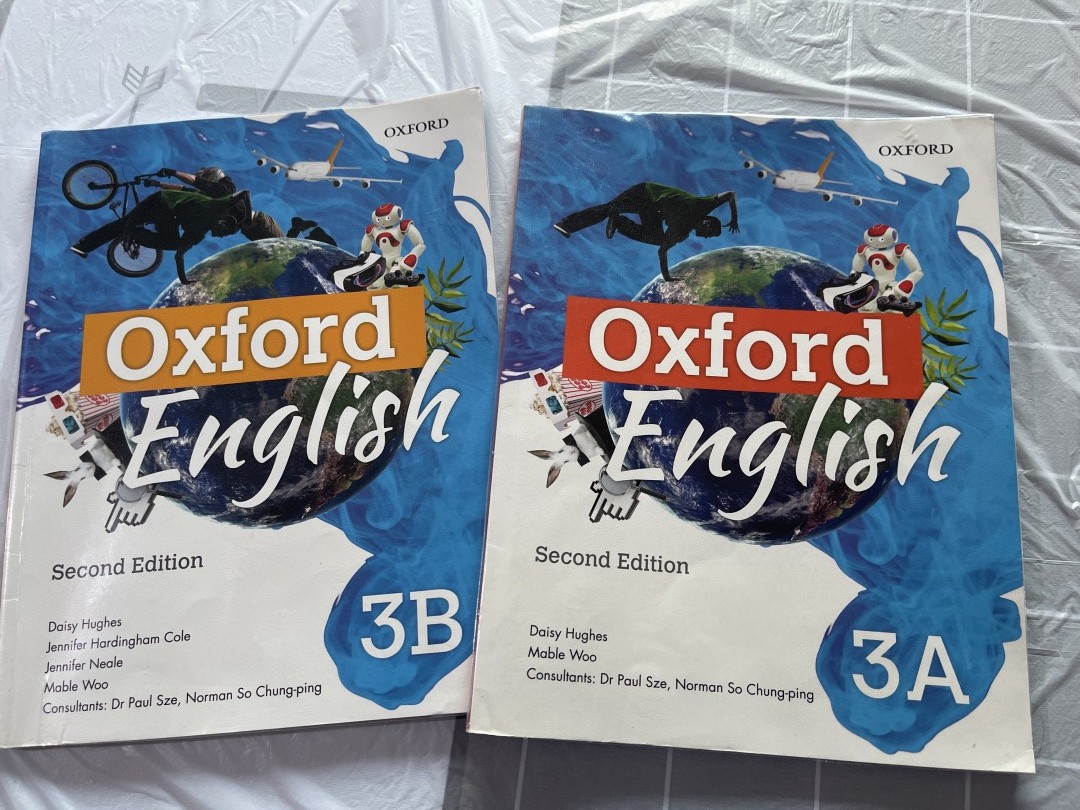 OXFORD
Oxford
English
Second Edition
3B
Daisy Hughes
Jennifer Hardingham Cole
Jennifer Neale
Mable Woo
Consultants: Dr Paul Sze, Norman So Chung-ping
OXFORD
Oxford
English
Second Edition
3A
Daisy Hughes
Mable Woo
Consultants: Dr Paul Sze, Norman So Chung-ping